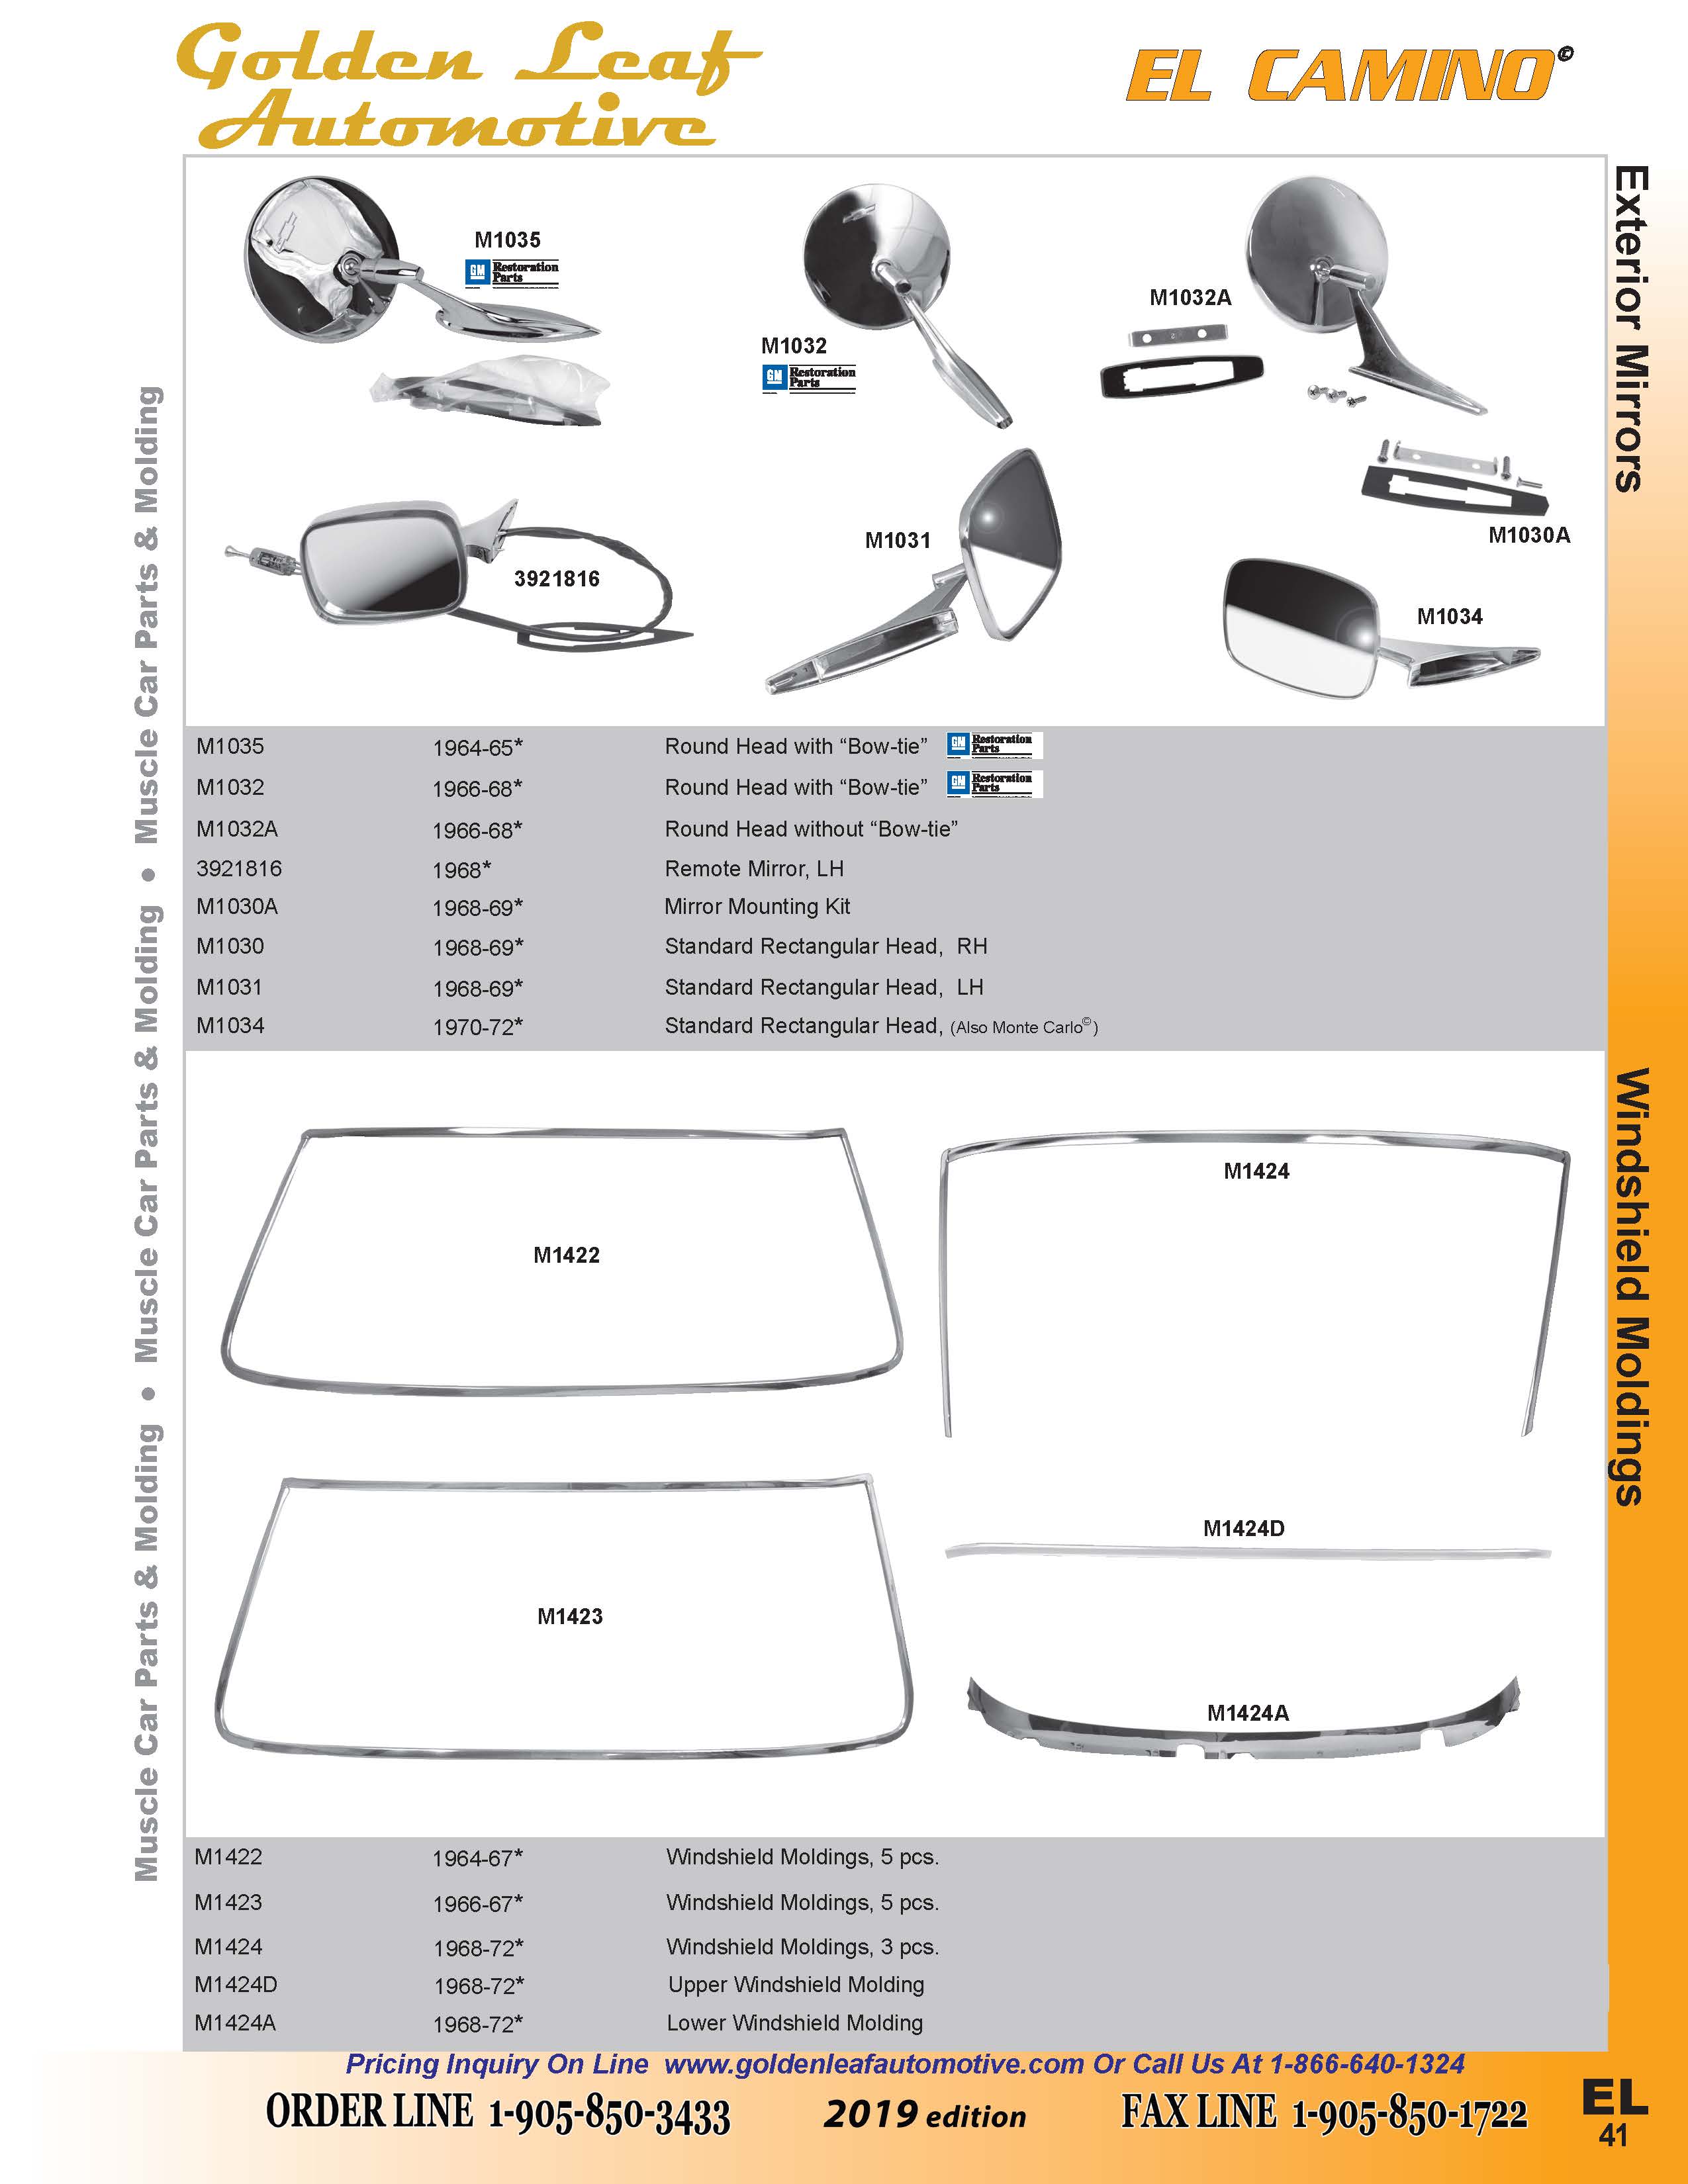 Golden Leaf
Automotive
EL CAMINO©
Exterior Mirrors
M1035
GM Restoration
Parts
M1032
GM Restoration
Parts
M1032A
M1030A
3921816
M1031
M1034
M1035 1964-65* Round Head with “Bow-tie” GM Restoration Parts
M1032 1966-68* Round Head with “Bow-tie” GM Restoration Parts
M1032A 1966-68* Round Head without “Bow-tie”
3921816 1968* Remote Mirror, LH
M1030A 1968-69* Mirror Mounting Kit
M1030 1968-69* Standard Rectangular Head, RH
M1031 1968-69* Standard Rectangular Head, LH
M1034 1970-72* Standard Rectangular Head, (Also Monte Carlo©)
Windshield Moldings
M1422
M1424
M1424D
M1423
M1424A
M1422 1964-67* Windshield Moldings, 5 pcs.
M1423 1966-67* Windshield Moldings, 5 pcs.
M1424 1968-72* Windshield Moldings, 3 pcs.
M1424D 1968-72* Upper Windshield Molding
M1424A 1968-72* Lower Windshield Molding
Muscle Car Parts & Molding • Muscle Car Parts & Molding • Muscle Car Parts & Molding
Pricing Inquiry On Line www.goldenleafautomotive.com Or Call Us At 1-866-640-1324
ORDER LINE 1-905-850-3433 2019 edition FAX LINE 1-905-850-1722
EL
41